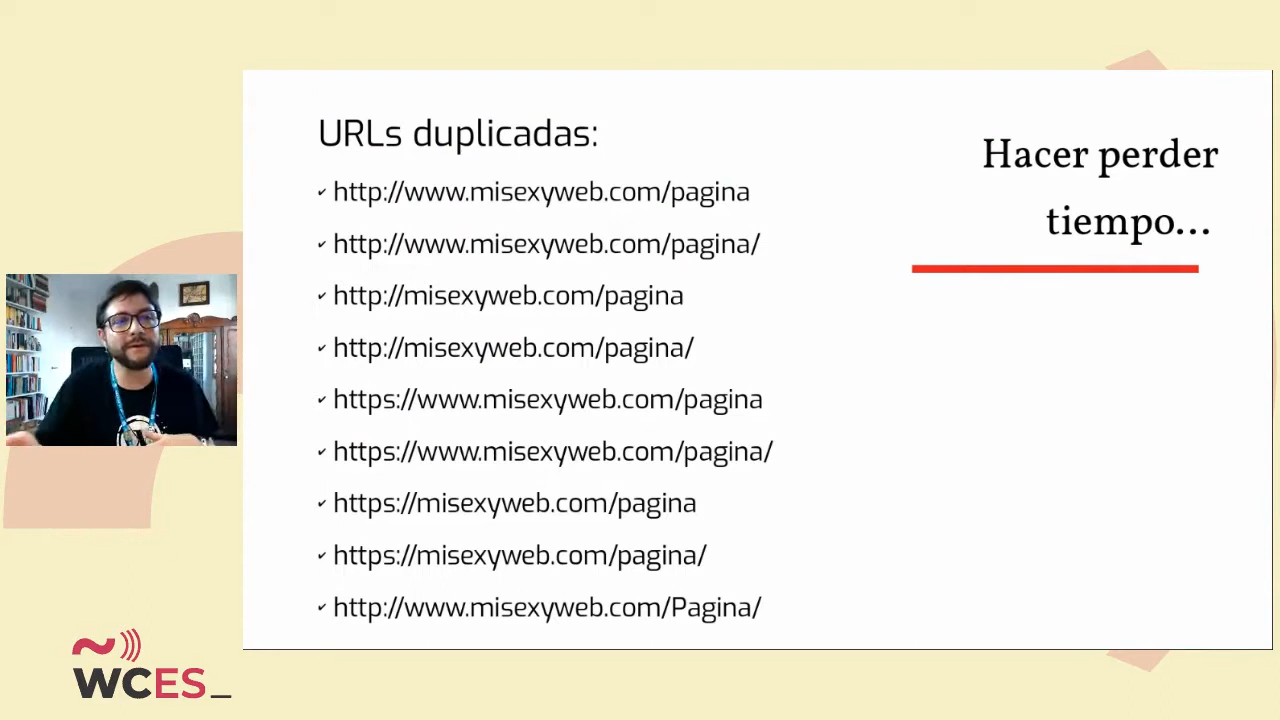 URLs duplicadas:
http://www.misexyweb.com/pagina
http://www.misexyweb.com/pagina/
http://misexyweb.com/pagina
http://misexyweb.com/pagina/
https://www.misexyweb.com/pagina
https://www.misexyweb.com/pagina/
https://misexyweb.com/pagina
https://misexyweb.com/pagina/
http://www.misexyweb.com/Pagina/
Hacer perder
tiempo...
WCES_